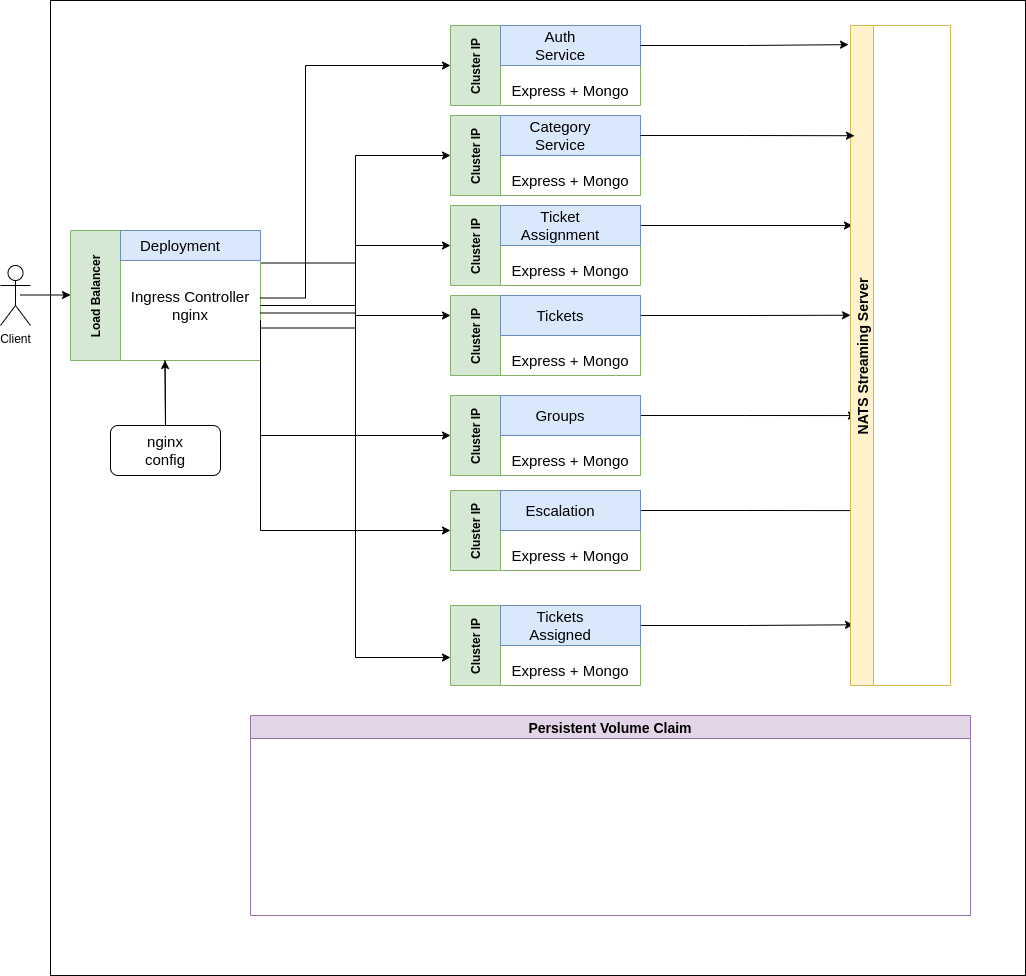 Client
Load Balancer
Deployment
Ingress Controller
nginx
nginx
config
Cluster IP
Auth
Service
Express + Mongo
Cluster IP
Category
Service
Express + Mongo
Cluster IP
Ticket
Assignment
Express + Mongo
Cluster IP
Tickets
Express + Mongo
Cluster IP
Groups
Express + Mongo
Cluster IP
Escalation
Express + Mongo
Cluster IP
Tickets
Assigned
Express + Mongo
NATS Streaming Server
Persistent Volume Claim